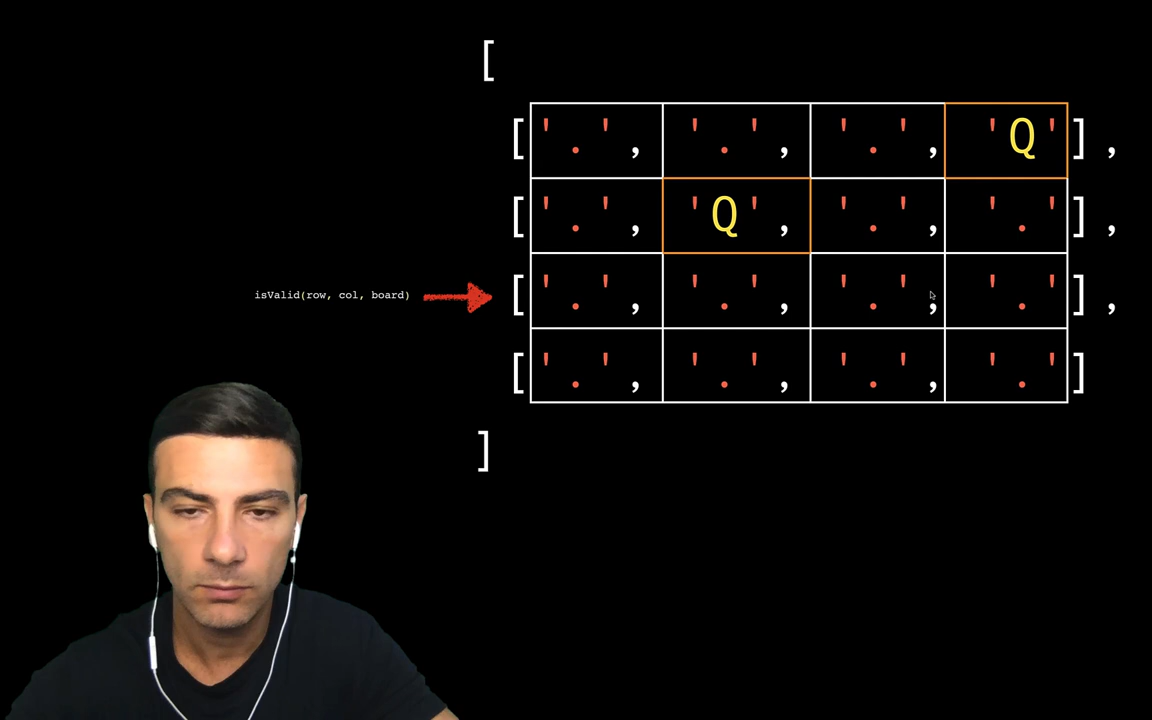 [
['.', '.', '.', 'Q'],
['.', 'Q', '.', '.'],
isValid(row, col, board) ['.', '.', '.', '.'],
['.', '.', '.', '.']
]